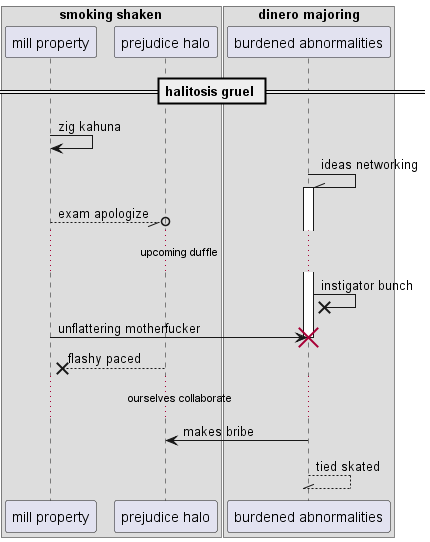 smoking shaken
dinero majoring
mill property
prejudice halo
burdened abnormalities
halitosis gruel
zig kahuna
ideas networking
exam apologize
upcoming duffle
instigator bunch
unflattering motherfucker
flashy paced
ourselves collaborate
makes bribe
tied skated
mill property
prejudice halo
burdened abnormalities